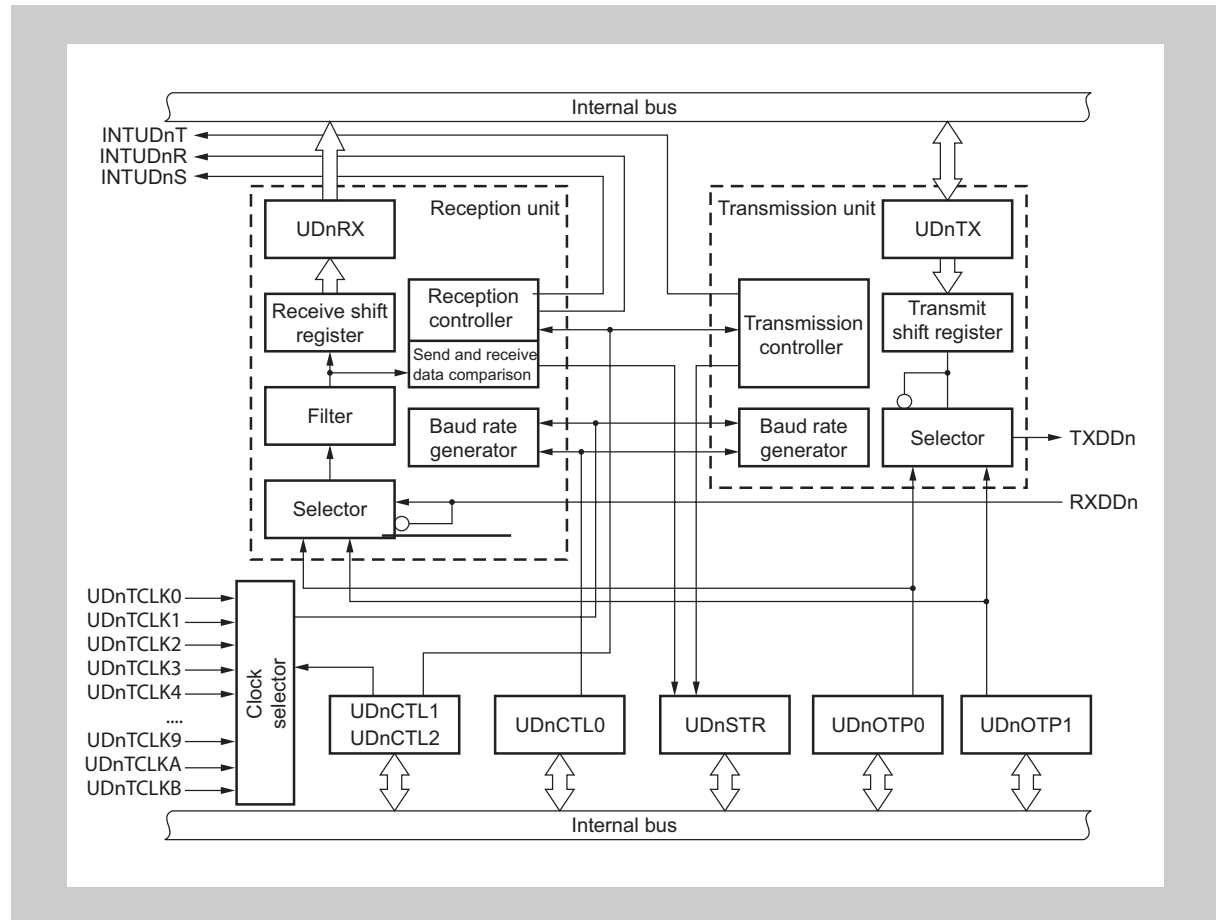 Internal bus
INTUDnT
INTUDnR
INTUDnS
Reception unit
Transmission unit
UDnRX
UDnTX
Receive shift
register
Reception
controller
Send and receive
data comparison
Transmission
controller
Transmit
shift register
Filter
Baud rate
generator
Baud rate
generator
Selector
TXDDn
Selector
RXDDn
UDnTCLK0
UDnTCLK1
UDnTCLK2
UDnTCLK3
UDnTCLK4
....
UDnTCLK9
UDnTCLKA
UDnTCLKB
Clock
selector
UDnCTL1
UDnCTL2
UDnCTL0
UDnSTR
UDnOTP0
UDnOTP1
Internal bus